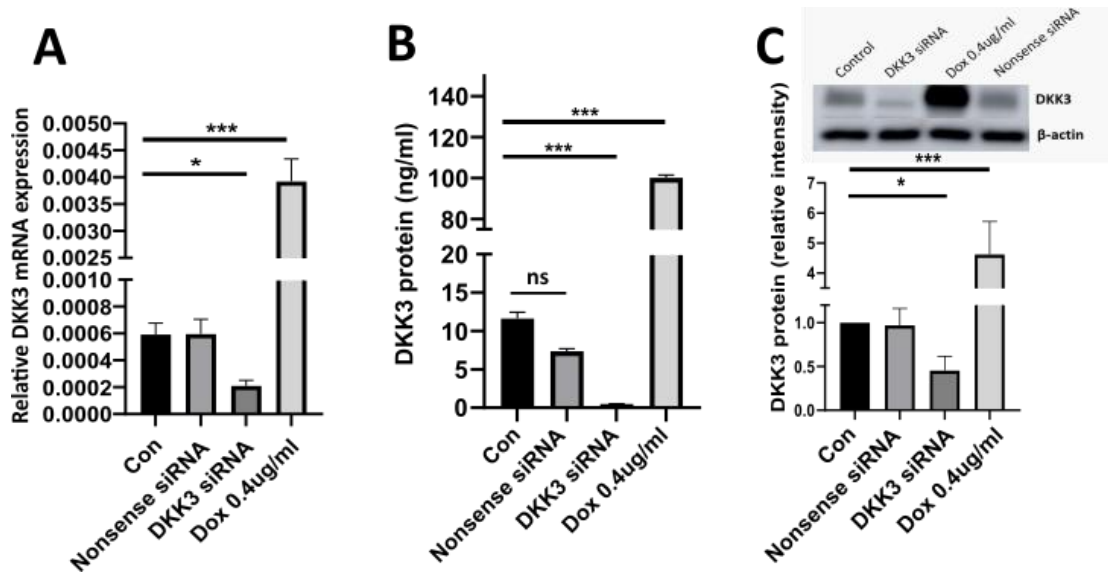 A
Relative DKK3 mRNA expression
0.0050
0.0045
0.0040
0.0035
0.0030
0.0025
0.0010
0.0008
0.0006
0.0004
0.0002
0.0000
***
*
Con
Nonsense siRNA
DKK3 siRNA
Dox 0.4ug/ml
B
DKK3 protein (ng/ml)
140
120
100
80
20
15
10
5
0
***
***
ns
Con
Nonsense siRNA
DKK3 siRNA
Dox 0.4ug/ml
C
Control
DKK3 siRNA
Dox 0.4ug/ml
Nonsense siRNA
DKK3
β-actin
DKK3 protein (relative intensity)
7
6
5
4
1.0
0.5
0.0
***
*
Con
Nonsense siRNA
DKK3 siRNA
Dox 0.4ug/ml